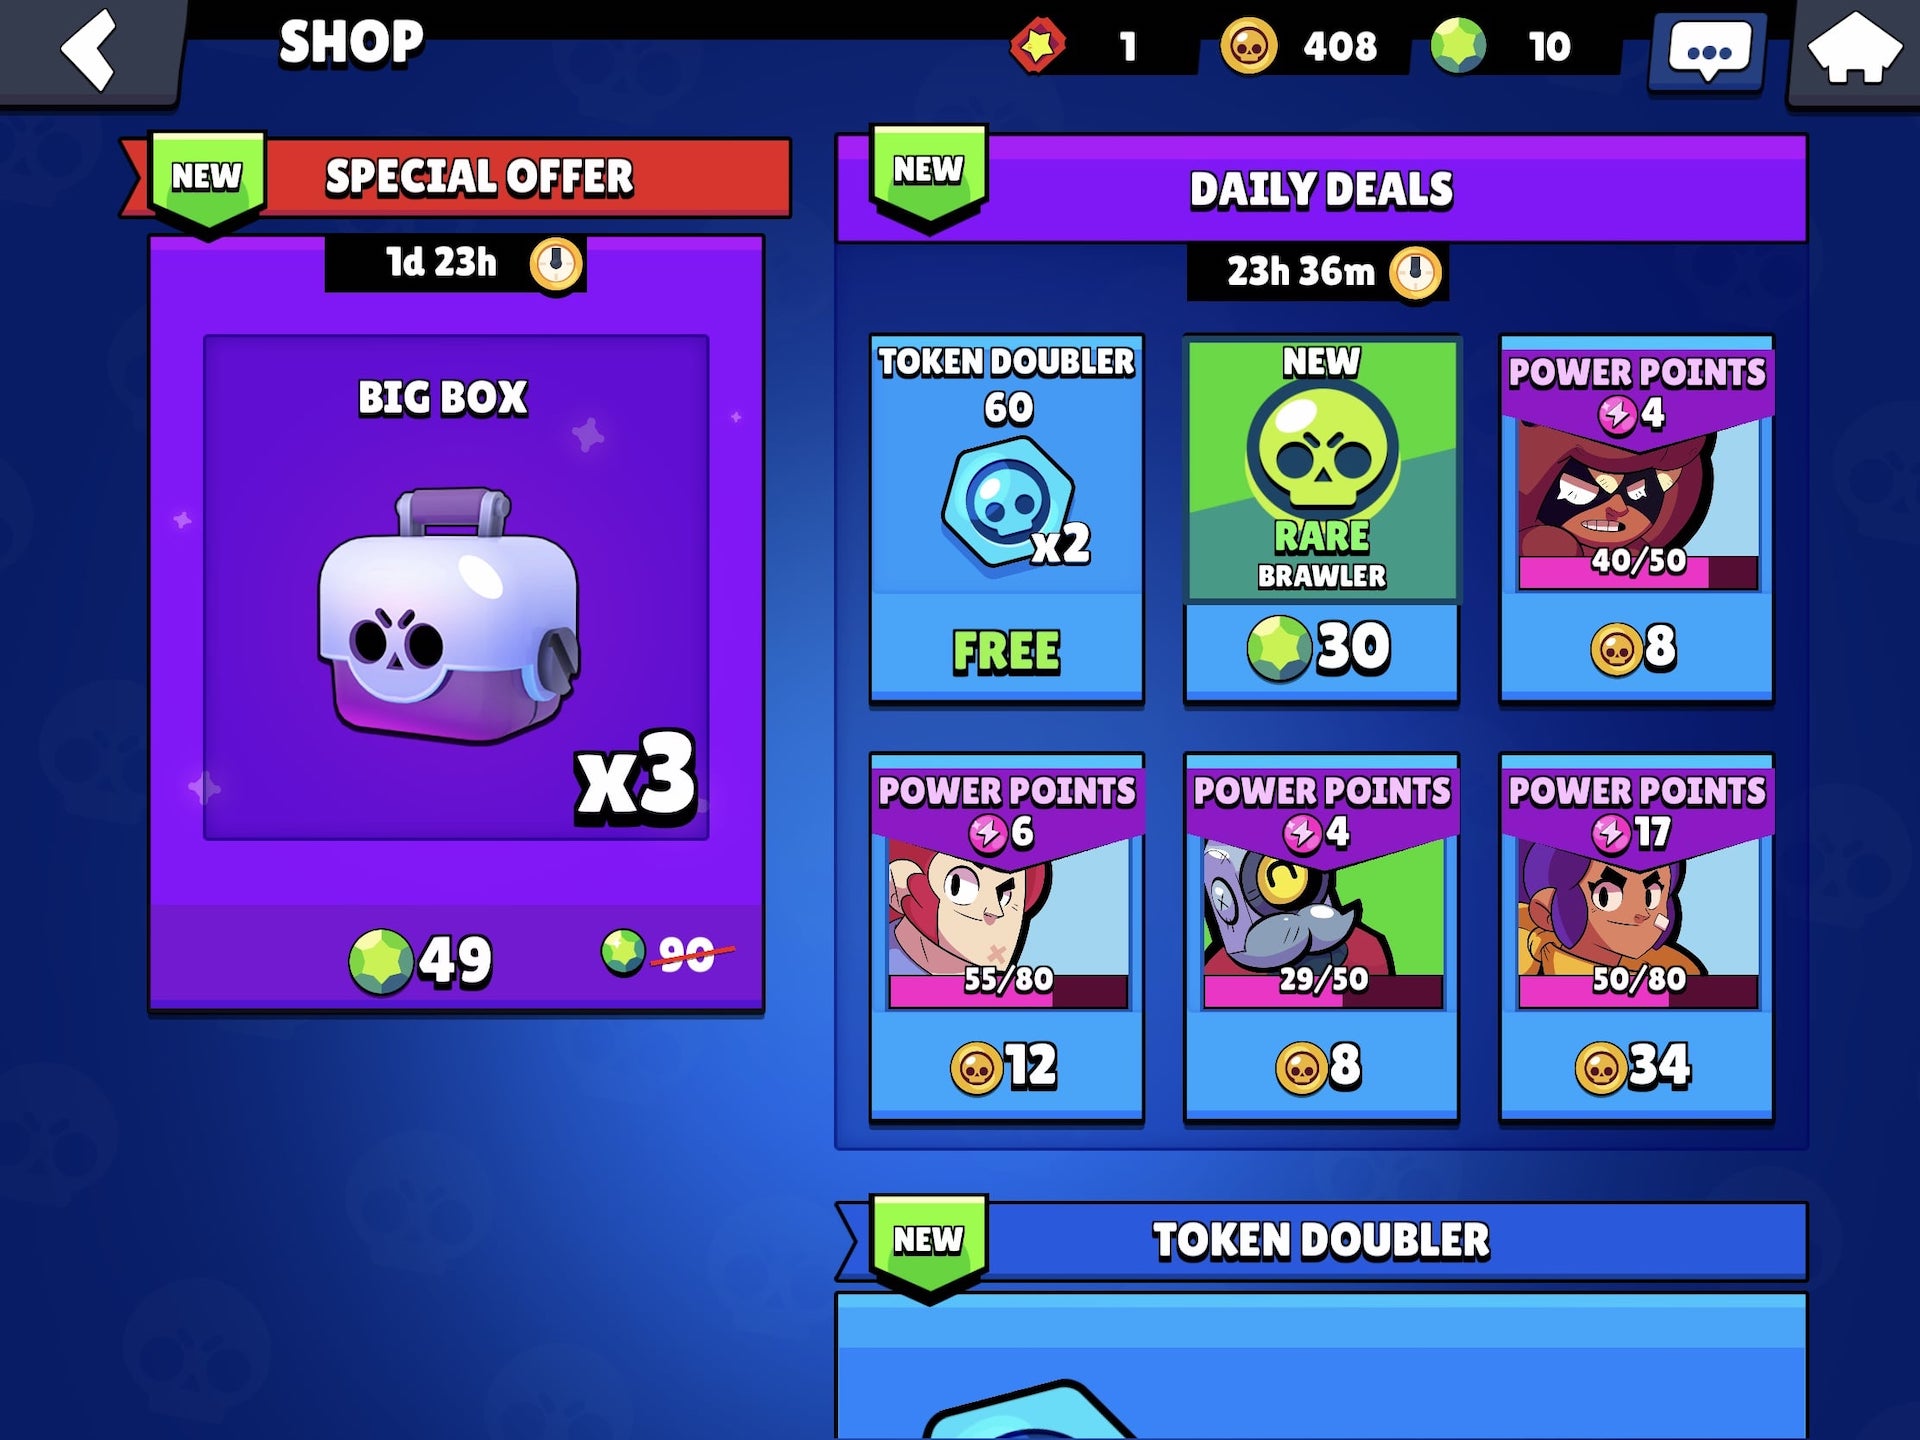 SHOP
1
408
10
NEW
SPECIAL OFFER
1d 23h
BIG BOX
x3
49
90
NEW
DAILY DEALS
23h 36m
TOKEN DOUBLER
60
x2
FREE
NEW
RARE
BRAWLER
30
POWER POINTS
4
40/50
8
POWER POINTS
6
55/80
12
POWER POINTS
4
29/50
8
POWER POINTS
17
50/80
34
NEW
TOKEN DOUBLER